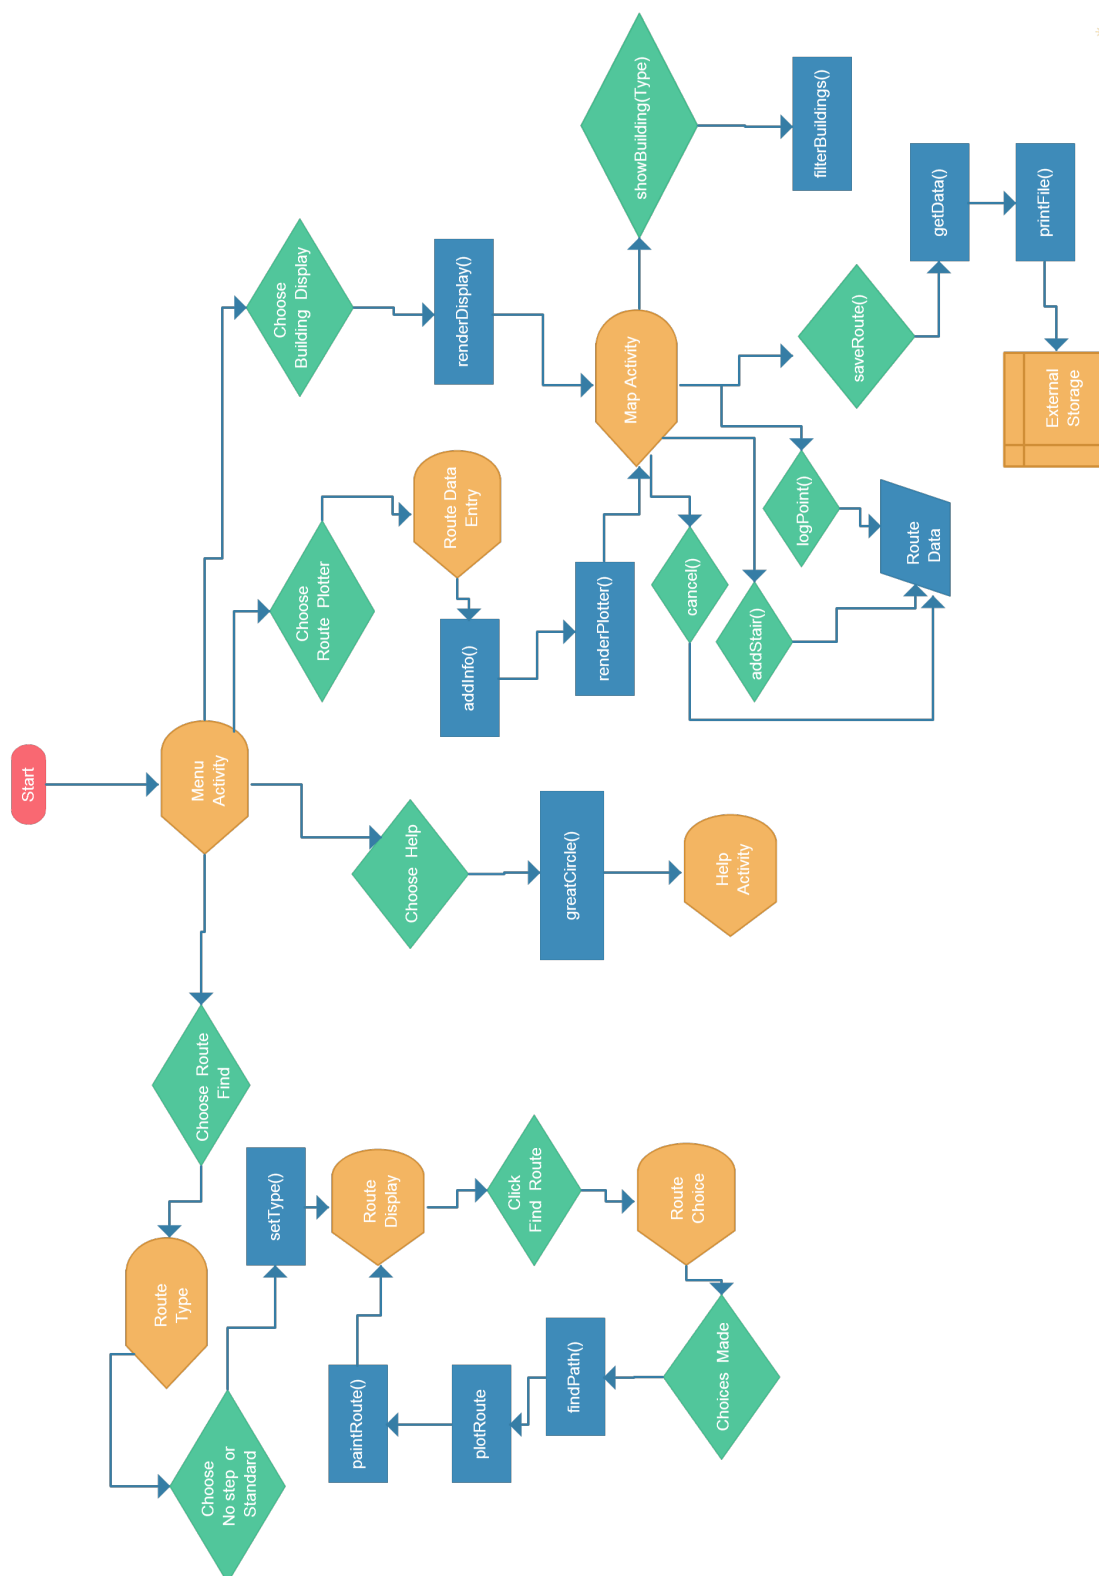 Start
Menu
Activity
Choose Route
Find
Route
Type
Choose
No step or
Standard
setType()
Route
Display
Click
Find Route
Route
Choice
Choices Made
findPath()
plotRoute
paintRoute()
Choose Help
greatCircle()
Help
Activity
Choose
Route Plotter
Route Data
Entry
addInfo()
renderPlotter()
Choose
Building Display
renderDisplay()
Map Activity
showBuilding(Type)
filterBuildings()
saveRoute()
getData()
printFile()
External
Storage
logPoint()
cancel()
addStair()
Route
Data